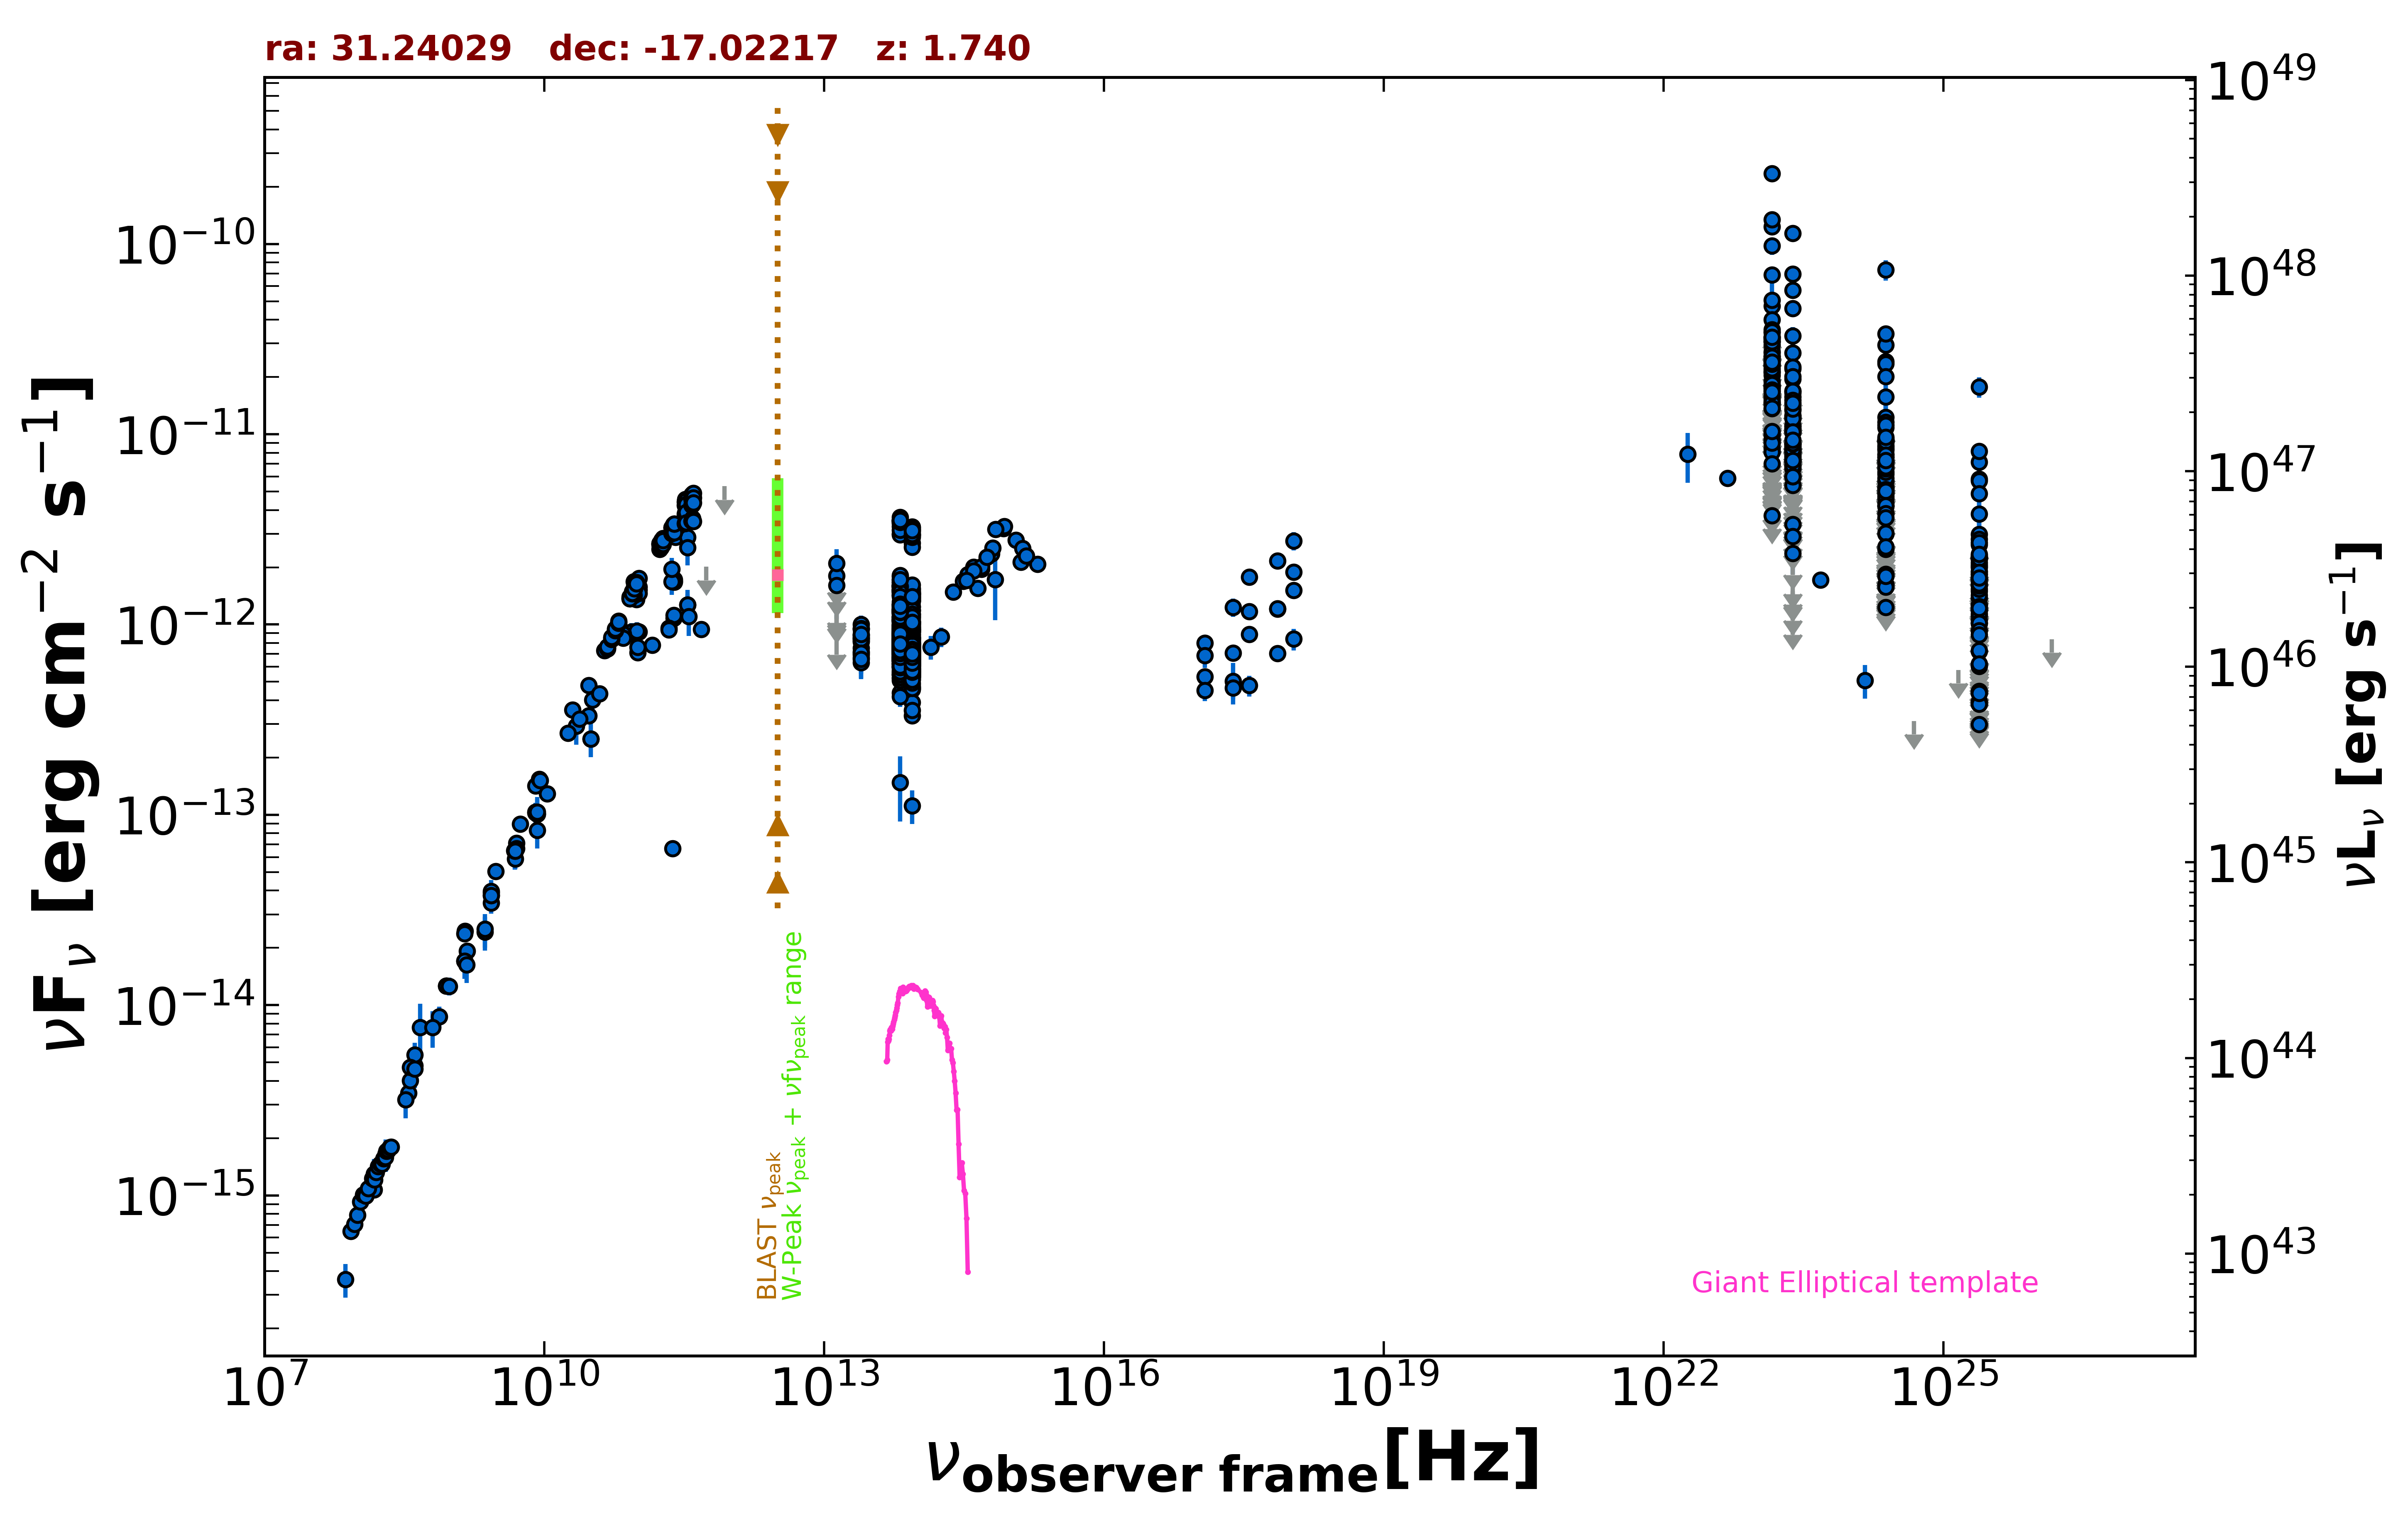 ra: 31.24029   dec: -17.02217   z: 1.740
νF_ν [erg cm^−2 s^−1]
10^−10
10^−11
10^−12
10^−13
10^−14
10^−15
10^49
10^48
10^47
10^46
10^45
10^44
10^43
νL_ν [erg s^−1]
BLAST ν_peak
W-Peak ν_peak + νfν_peak range
Giant Elliptical template
10^7
10^10
10^13
10^16
10^19
10^22
10^25
ν_observer frame[Hz]